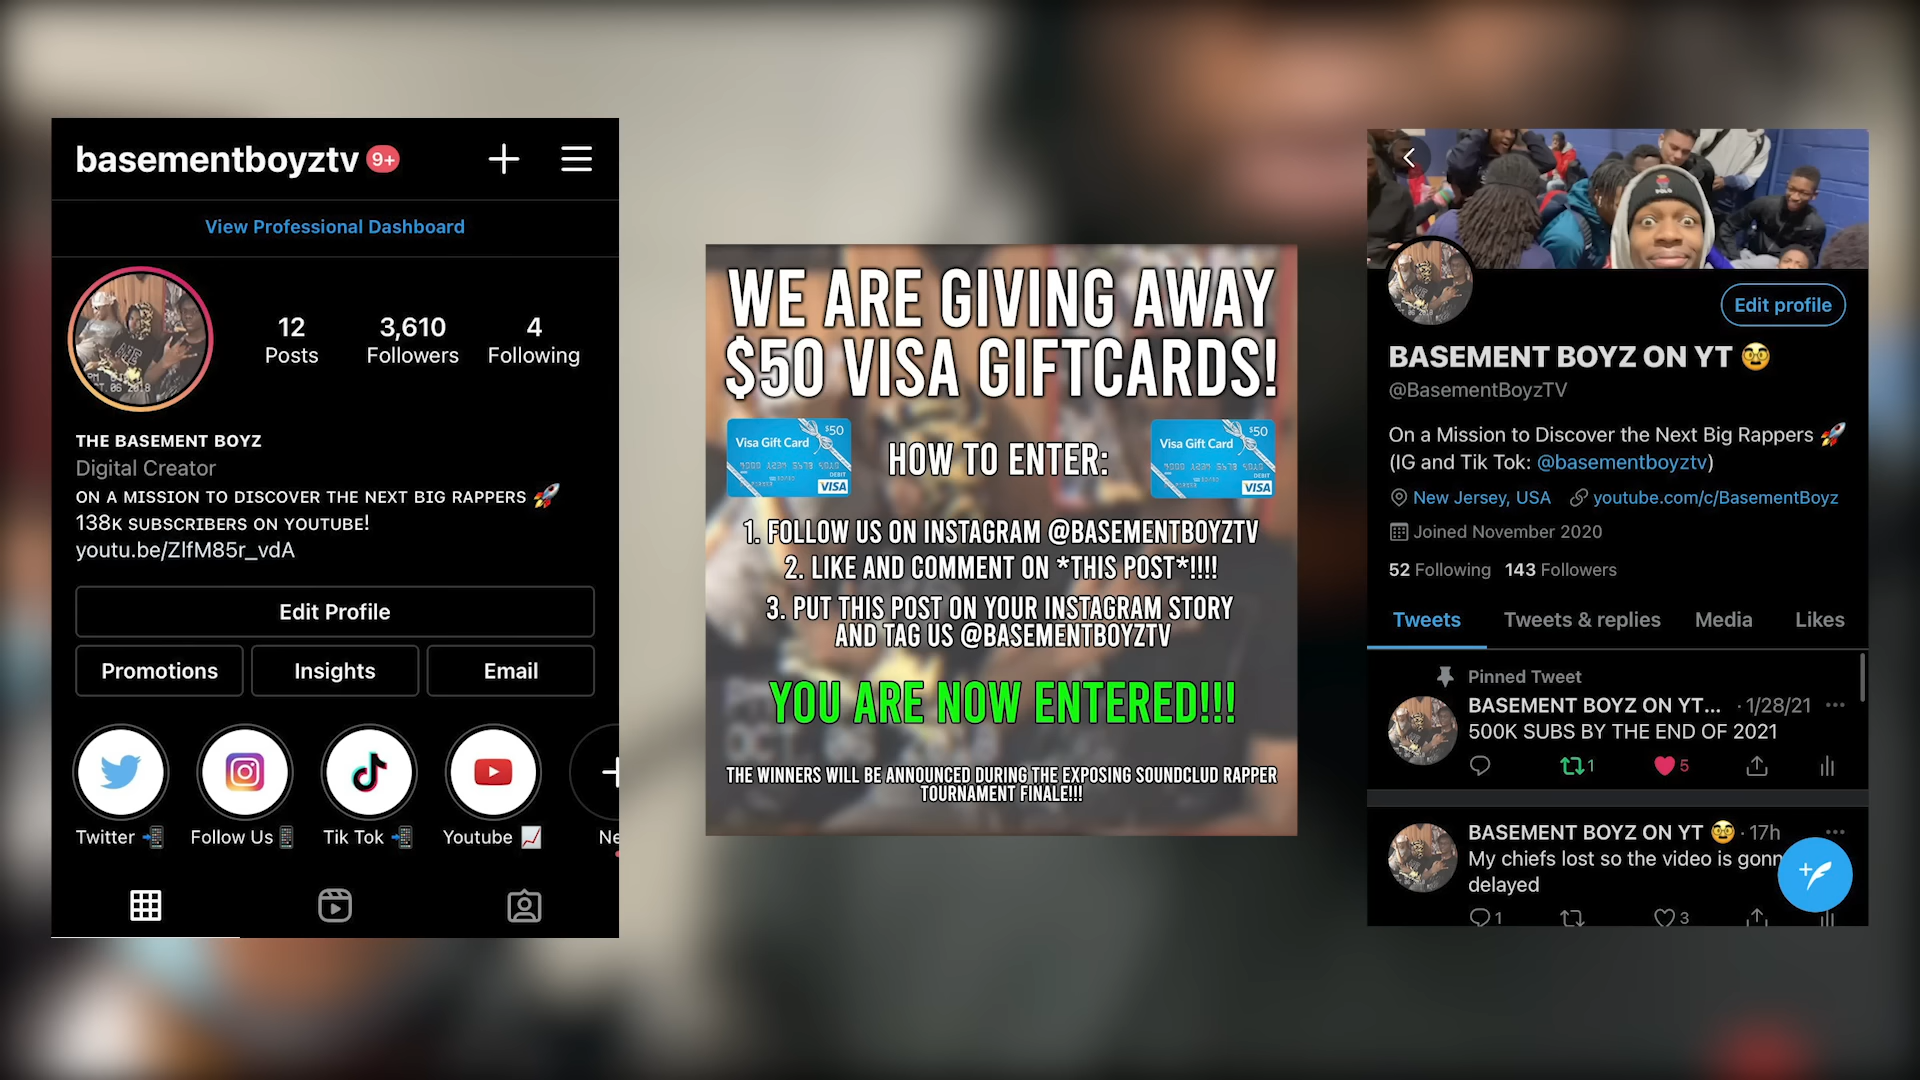 basementboyztv 9+
View Professional Dashboard
12 3,610 4
Posts Followers Following
THE BASEMENT BOYZ
Digital Creator
ON A MISSION TO DISCOVER THE NEXT BIG RAPPERS 🚀
138K SUBSCRIBERS ON YOUTUBE!
youtu.be/ZlfM85r_vdA
Edit Profile
Promotions Insights Email
Twitter 📲 Follow Us 📱 Tik Tok 📲 Youtube 📈 Ne
WE ARE GIVING AWAY
$50 VISA GIFTCARDS!
$50
Visa Gift Card
DEBIT
VISA
HOW TO ENTER:
$50
Visa Gift Card
DEBIT
VISA
1. FOLLOW US ON INSTAGRAM @BASEMENTBOYZTV
2. LIKE AND COMMENT ON *THIS POST*!!!!
3. PUT THIS POST ON YOUR INSTAGRAM STORY
AND TAG US @BASEMENTBOYZTV
YOU ARE NOW ENTERED!!!
THE WINNERS WILL BE ANNOUNCED DURING THE EXPOSING SOUNDCLUD RAPPER
TOURNAMENT FINALE!!!
POLO
Edit profile
BASEMENT BOYZ ON YT 🥸
@BasementBoyzTV
On a Mission to Discover the Next Big Rappers 🚀
(IG and Tik Tok: @basementboyztv)
New Jersey, USA youtube.com/c/BasementBoyz
Joined November 2020
52 Following 143 Followers
Tweets Tweets & replies Media Likes
Pinned Tweet
BASEMENT BOYZ ON YT... · 1/28/21 ···
500K SUBS BY THE END OF 2021
1 5
BASEMENT BOYZ ON YT 🥸 · 17h ···
My chiefs lost so the video is gonn
delayed
1 3